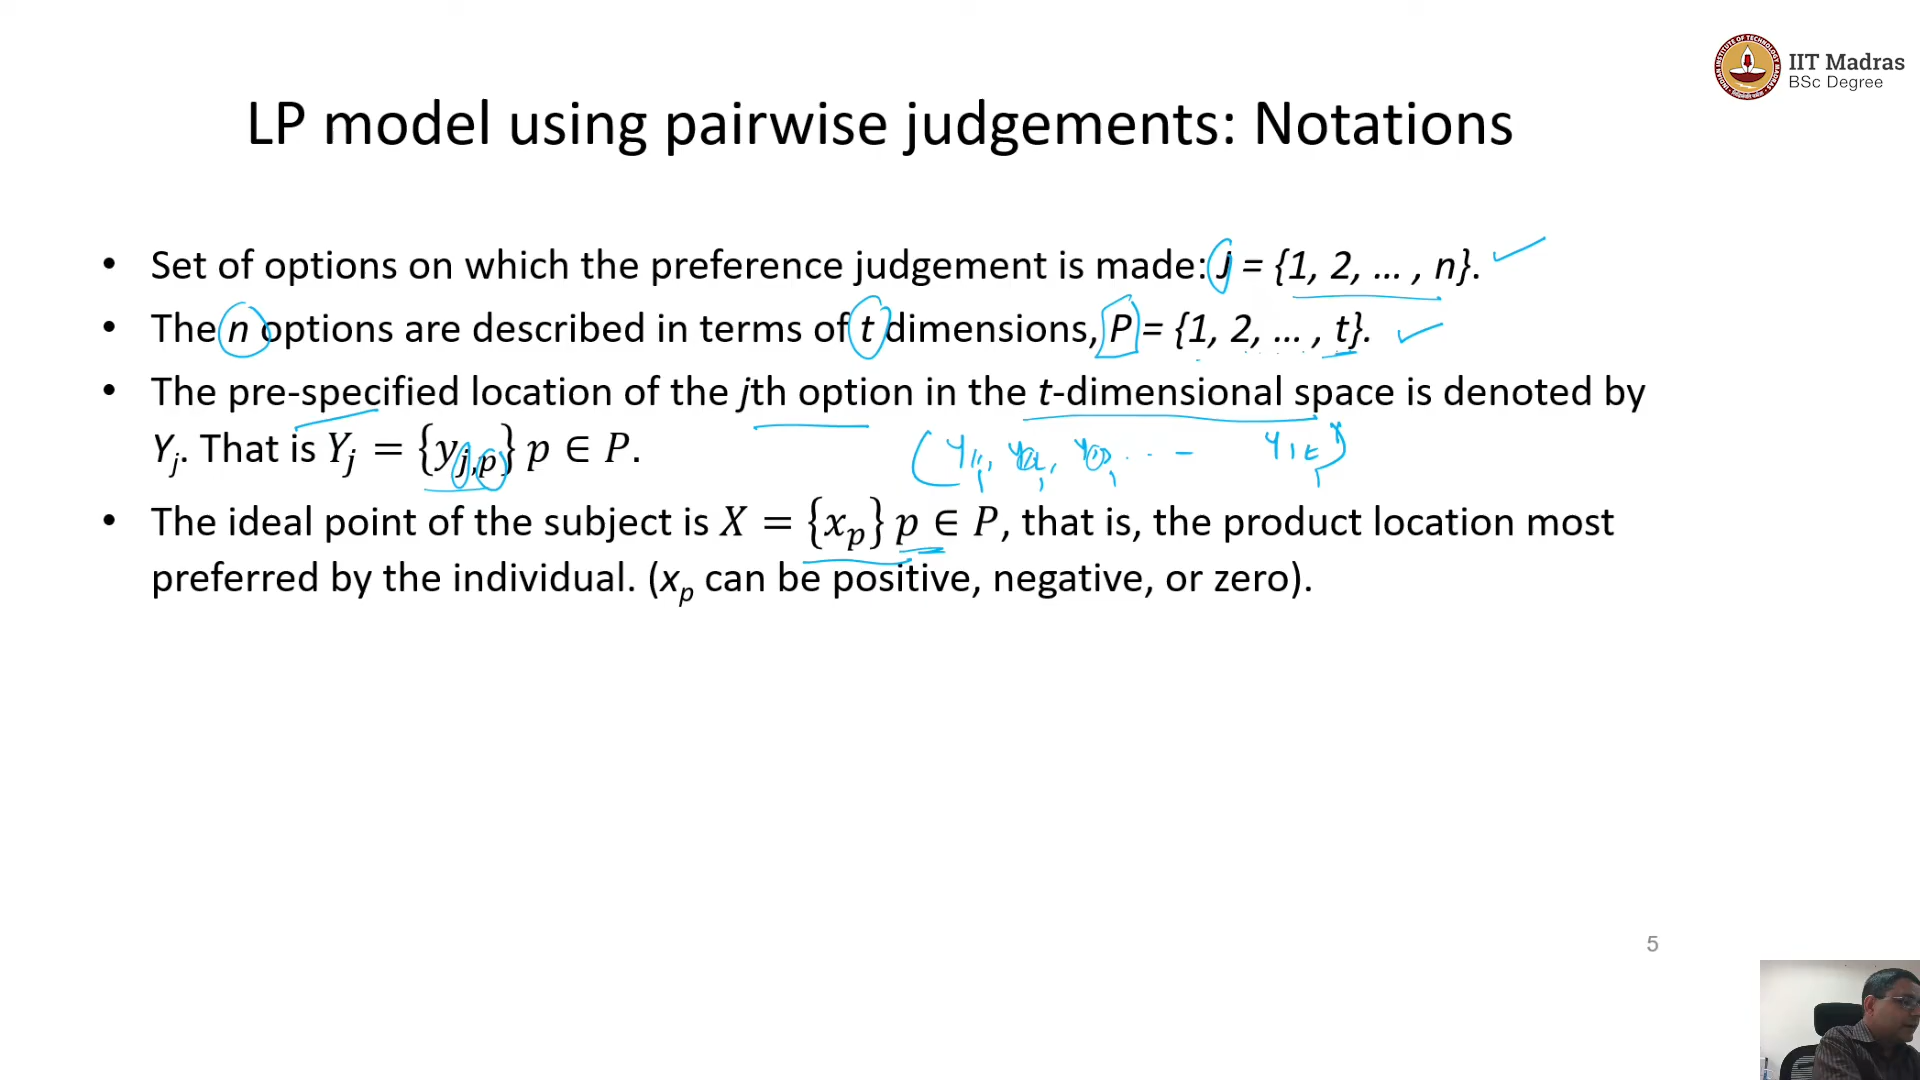 IIT Madras
BSc Degree
LP model using pairwise judgements: Notations
• Set of options on which the preference judgement is made: j = {1, 2, ... , n}.
• The n options are described in terms of t dimensions, P = {1, 2, ... , t}.
• The pre-specified location of the jth option in the t-dimensional space is denoted by
Yj. That is Yj = {yj,p} p ∈ P.
• The ideal point of the subject is X = {xp} p ∈ P, that is, the product location most
preferred by the individual. (xp can be positive, negative, or zero).
5